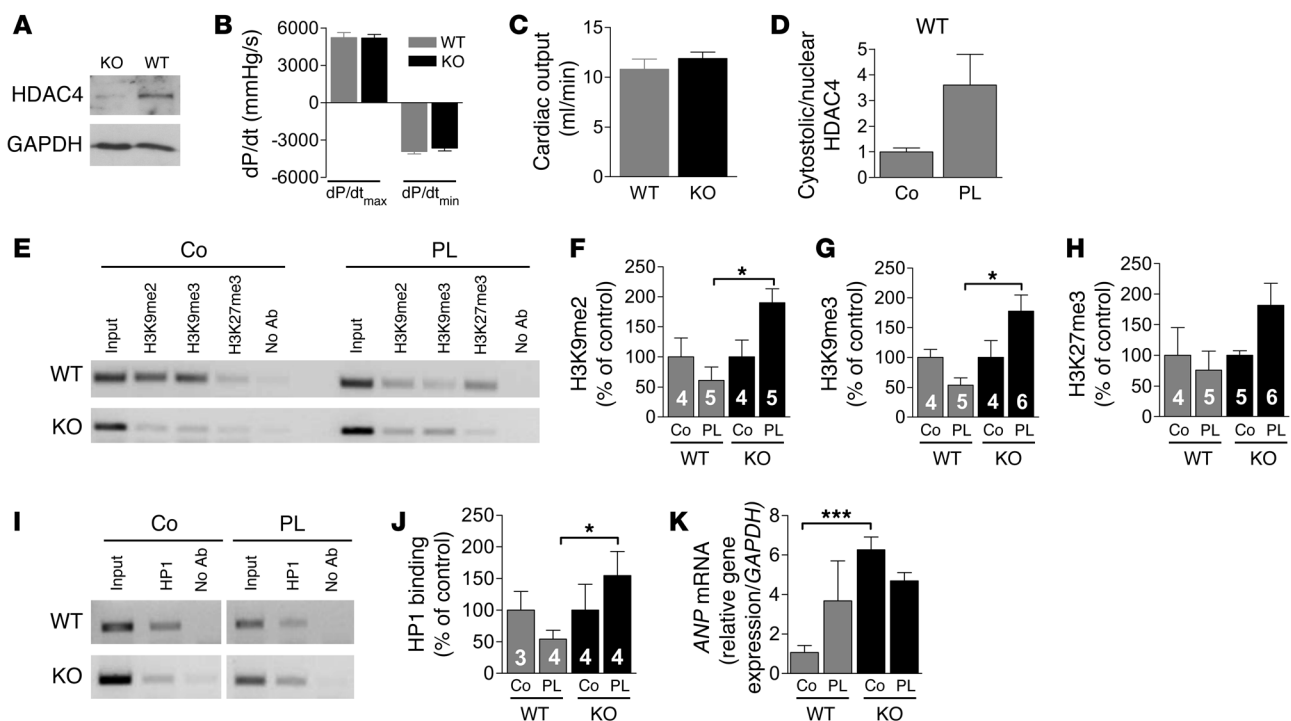 A
KO WT
HDAC4
GAPDH
B
dP/dt (mmHg/s)
6000
3000
0
-3000
-6000
WT
KO
dP/dtmax dP/dtmin
C
Cardiac output
(ml/min)
15
10
5
0
WT KO
D
WT
Cytostolic/nuclear
HDAC4
5
4
3
2
1
0
Co PL
E
Co PL
Input H3K9me2 H3K9me3 H3K27me3 No Ab Input H3K9me2 H3K9me3 H3K27me3 No Ab
WT
KO
F
H3K9me2
(% of control)
250
200
150
100
50
0
*
4 5 4 5
Co PL Co PL
WT KO
G
H3K9me3
(% of control)
250
200
150
100
50
0
*
4 5 4 6
Co PL Co PL
WT KO
H
H3K27me3
(% of control)
250
200
150
100
50
0
4 5 5 6
Co PL Co PL
WT KO
I
Co PL
Input HP1 No Ab Input HP1 No Ab
WT
KO
J
HP1 binding
(% of control)
250
200
150
100
50
0
*
3 4 4 4
Co PL Co PL
WT KO
K
ANP mRNA
(relative gene
expression/GAPDH)
8
6
4
2
0
***
Co PL Co PL
WT KO